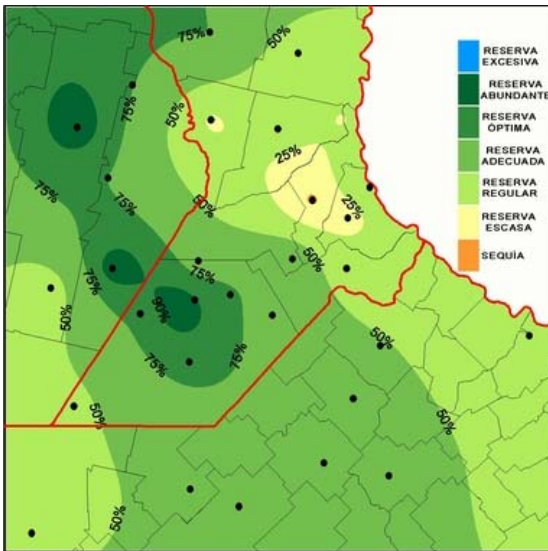 75%
50%
75%
50%
25%
75%
75%
50%
25%
50%
75%
75%
90%
50%
75%
75%
50%
50%
50%
50%
RESERVA
EXCESIVA
RESERVA
ABUNDANTE
RESERVA
ÓPTIMA
RESERVA
ADECUADA
RESERVA
REGULAR
RESERVA
ESCASA
SEQUÍA